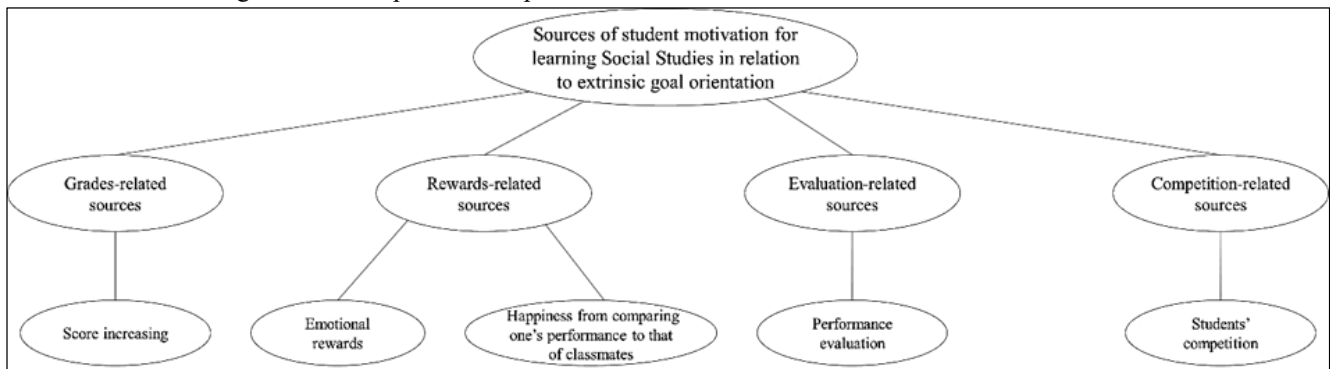 Sources of student motivation for
learning Social Studies in relation
to extrinsic goal orientation
Grades-related
sources
Rewards-related
sources
Evaluation-related
sources
Competition-related
sources
Score increasing
Emotional
rewards
Happiness from comparing
one's performance to that
of classmates
Performance
evaluation
Students'
competition